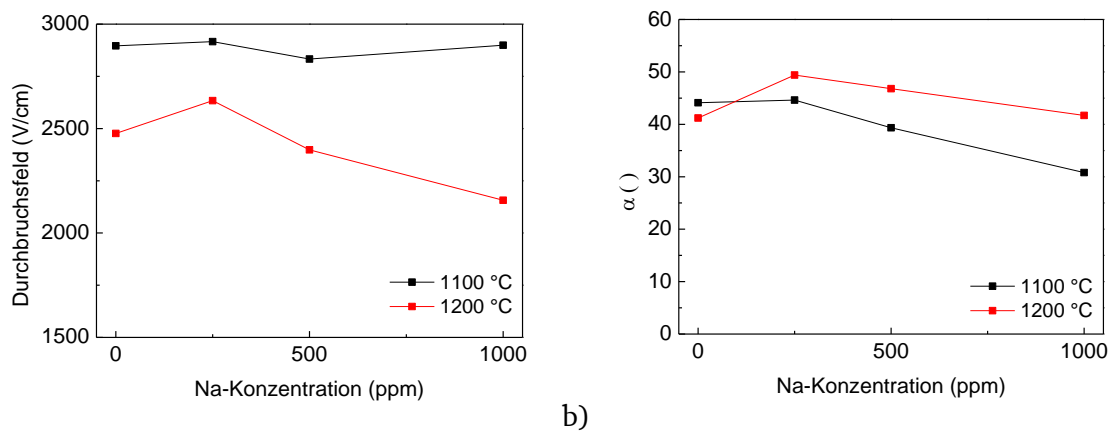 3000
2500
2000
1500
Durchbruchsfeld (V/cm)
1100 °C
1200 °C
0
500
1000
Na-Konzentration (ppm)
b)
60
50
40
30
20
10
0
α ( )
1100 °C
1200 °C
0
500
1000
Na-Konzentration (ppm)